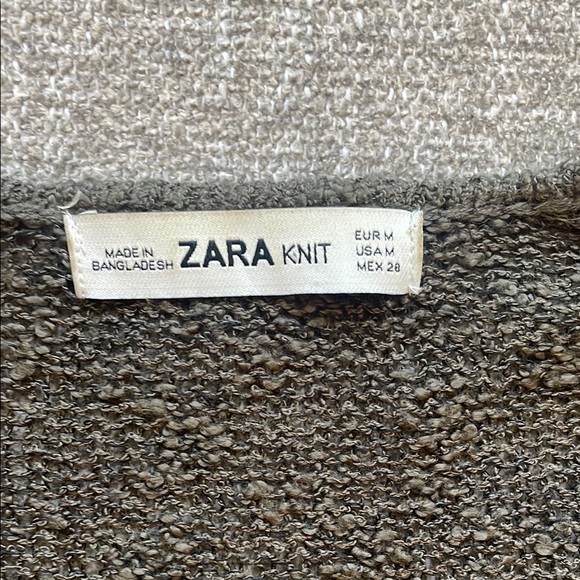 MADE IN
BANGLADESH
ZARA KNIT
EUR M
USA M
MEX 28